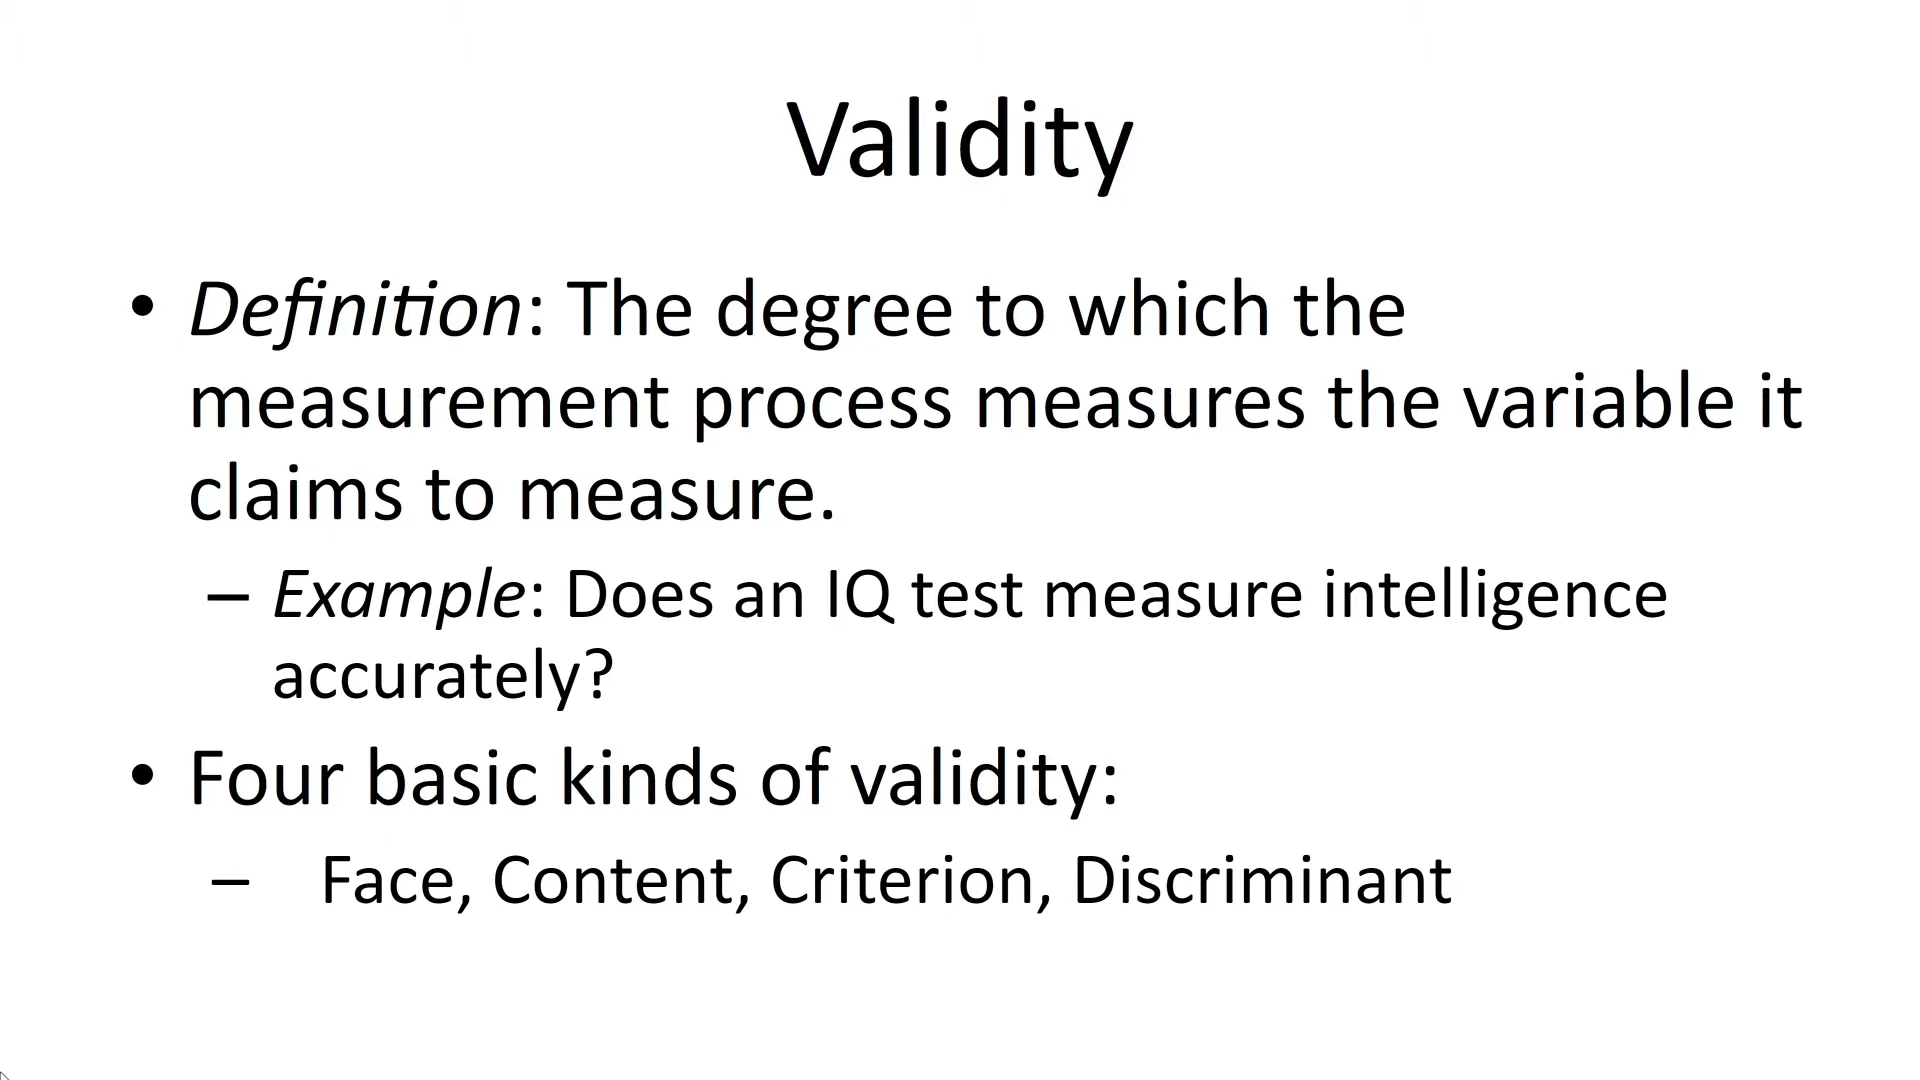 Validity
• Definition: The degree to which the
measurement process measures the variable it
claims to measure.
– Example: Does an IQ test measure intelligence
accurately?
• Four basic kinds of validity:
– Face, Content, Criterion, Discriminant